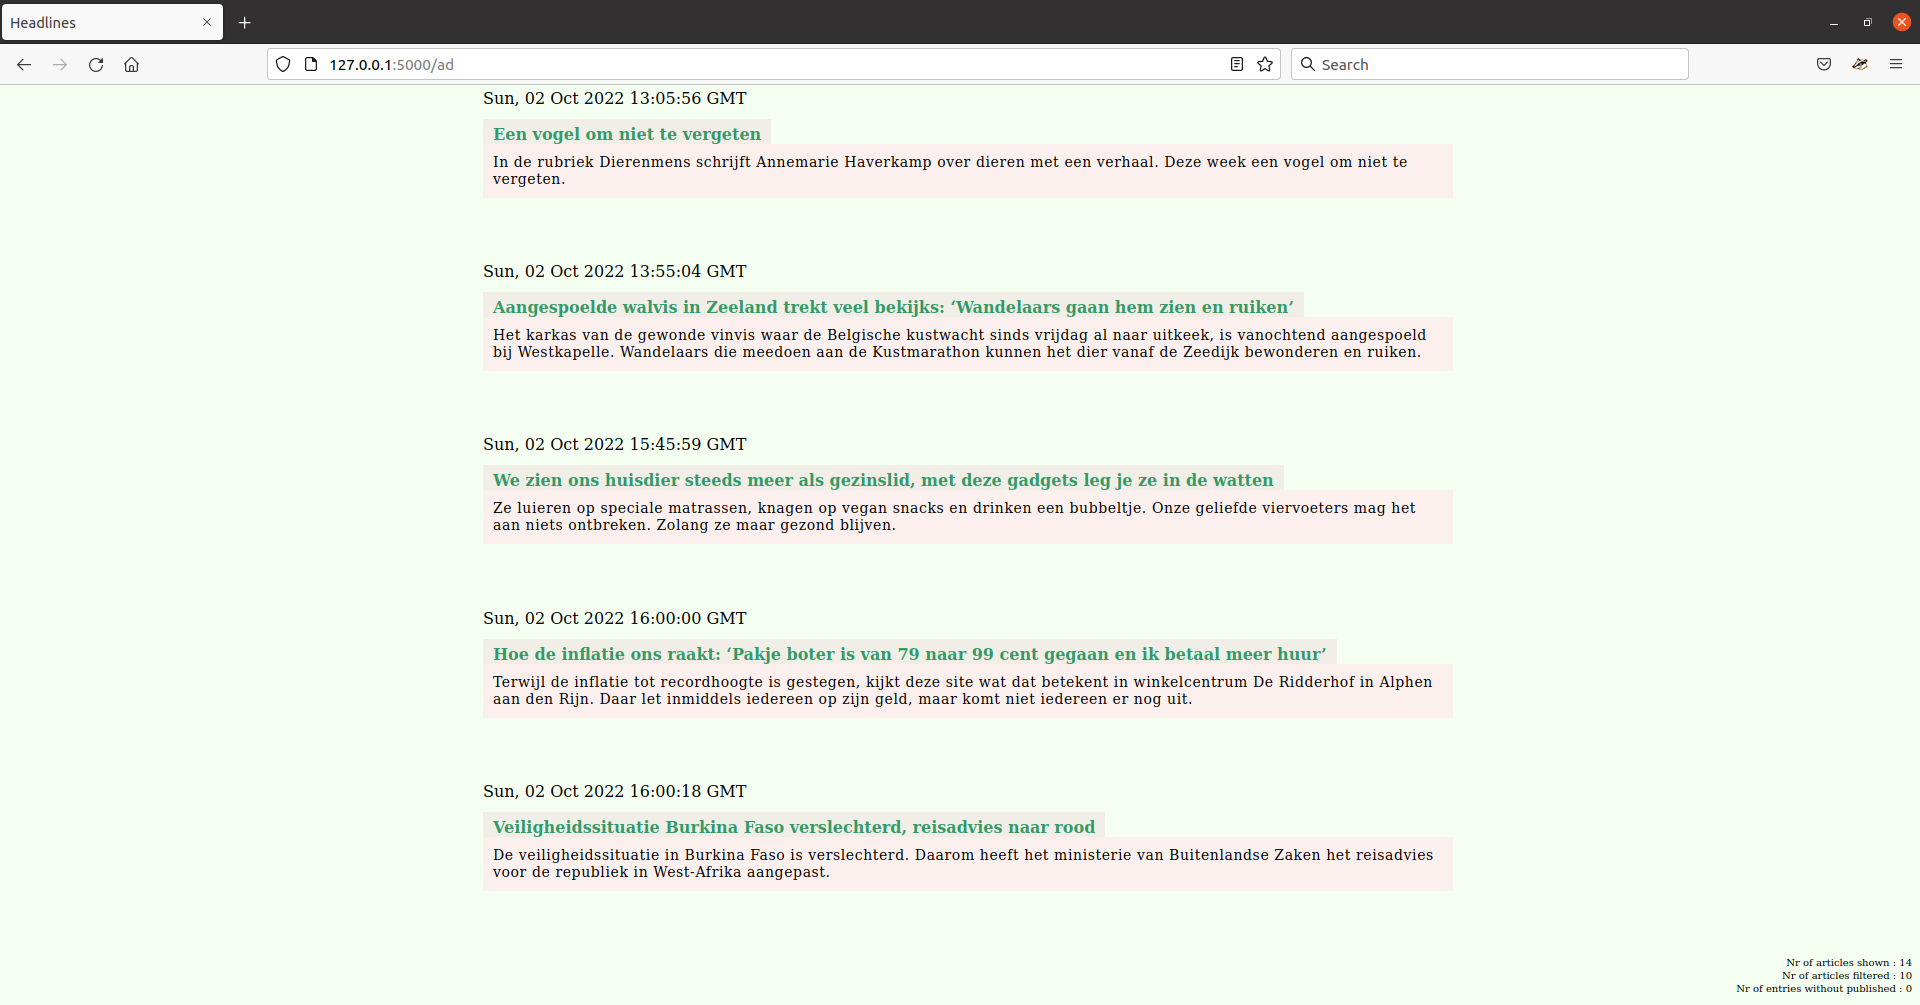 Headlines
127.0.0.1:5000/ad
Search
Sun, 02 Oct 2022 13:05:56 GMT
Een vogel om niet te vergeten
In de rubriek Dierenmens schrijft Annemarie Haverkamp over dieren met een verhaal. Deze week een vogel om niet te
vergeten.
Sun, 02 Oct 2022 13:55:04 GMT
Aangespoelde walvis in Zeeland trekt veel bekijks: ‘Wandelaars gaan hem zien en ruiken’
Het karkas van de gewonde vinvis waar de Belgische kustwacht sinds vrijdag al naar uitkeek, is vanochtend aangespoeld
bij Westkapelle. Wandelaars die meedoen aan de Kustmarathon kunnen het dier vanaf de Zeedijk bewonderen en ruiken.
Sun, 02 Oct 2022 15:45:59 GMT
We zien ons huisdier steeds meer als gezinslid, met deze gadgets leg je ze in de watten
Ze luieren op speciale matrassen, knagen op vegan snacks en drinken een bubbeltje. Onze geliefde viervoeters mag het
aan niets ontbreken. Zolang ze maar gezond blijven.
Sun, 02 Oct 2022 16:00:00 GMT
Hoe de inflatie ons raakt: ‘Pakje boter is van 79 naar 99 cent gegaan en ik betaal meer huur’
Terwijl de inflatie tot recordhoogte is gestegen, kijkt deze site wat dat betekent in winkelcentrum De Ridderhof in Alphen
aan den Rijn. Daar let inmiddels iedereen op zijn geld, maar komt niet iedereen er nog uit.
Sun, 02 Oct 2022 16:00:18 GMT
Veiligheidssituatie Burkina Faso verslechterd, reisadvies naar rood
De veiligheidssituatie in Burkina Faso is verslechterd. Daarom heeft het ministerie van Buitenlandse Zaken het reisadvies
voor de republiek in West-Afrika aangepast.
Nr of articles shown : 14
Nr of articles filtered : 10
Nr of entries without published : 0